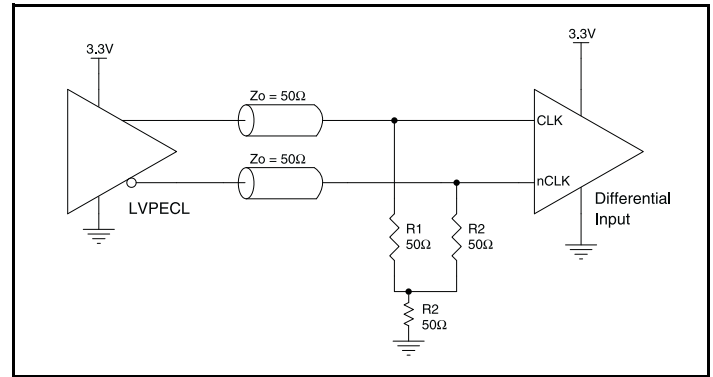 3.3V
3.3V
Zo = 50Ω
CLK
Zo = 50Ω
nCLK
LVPECL
Differential
Input
R1
50Ω
R2
50Ω
R2
50Ω